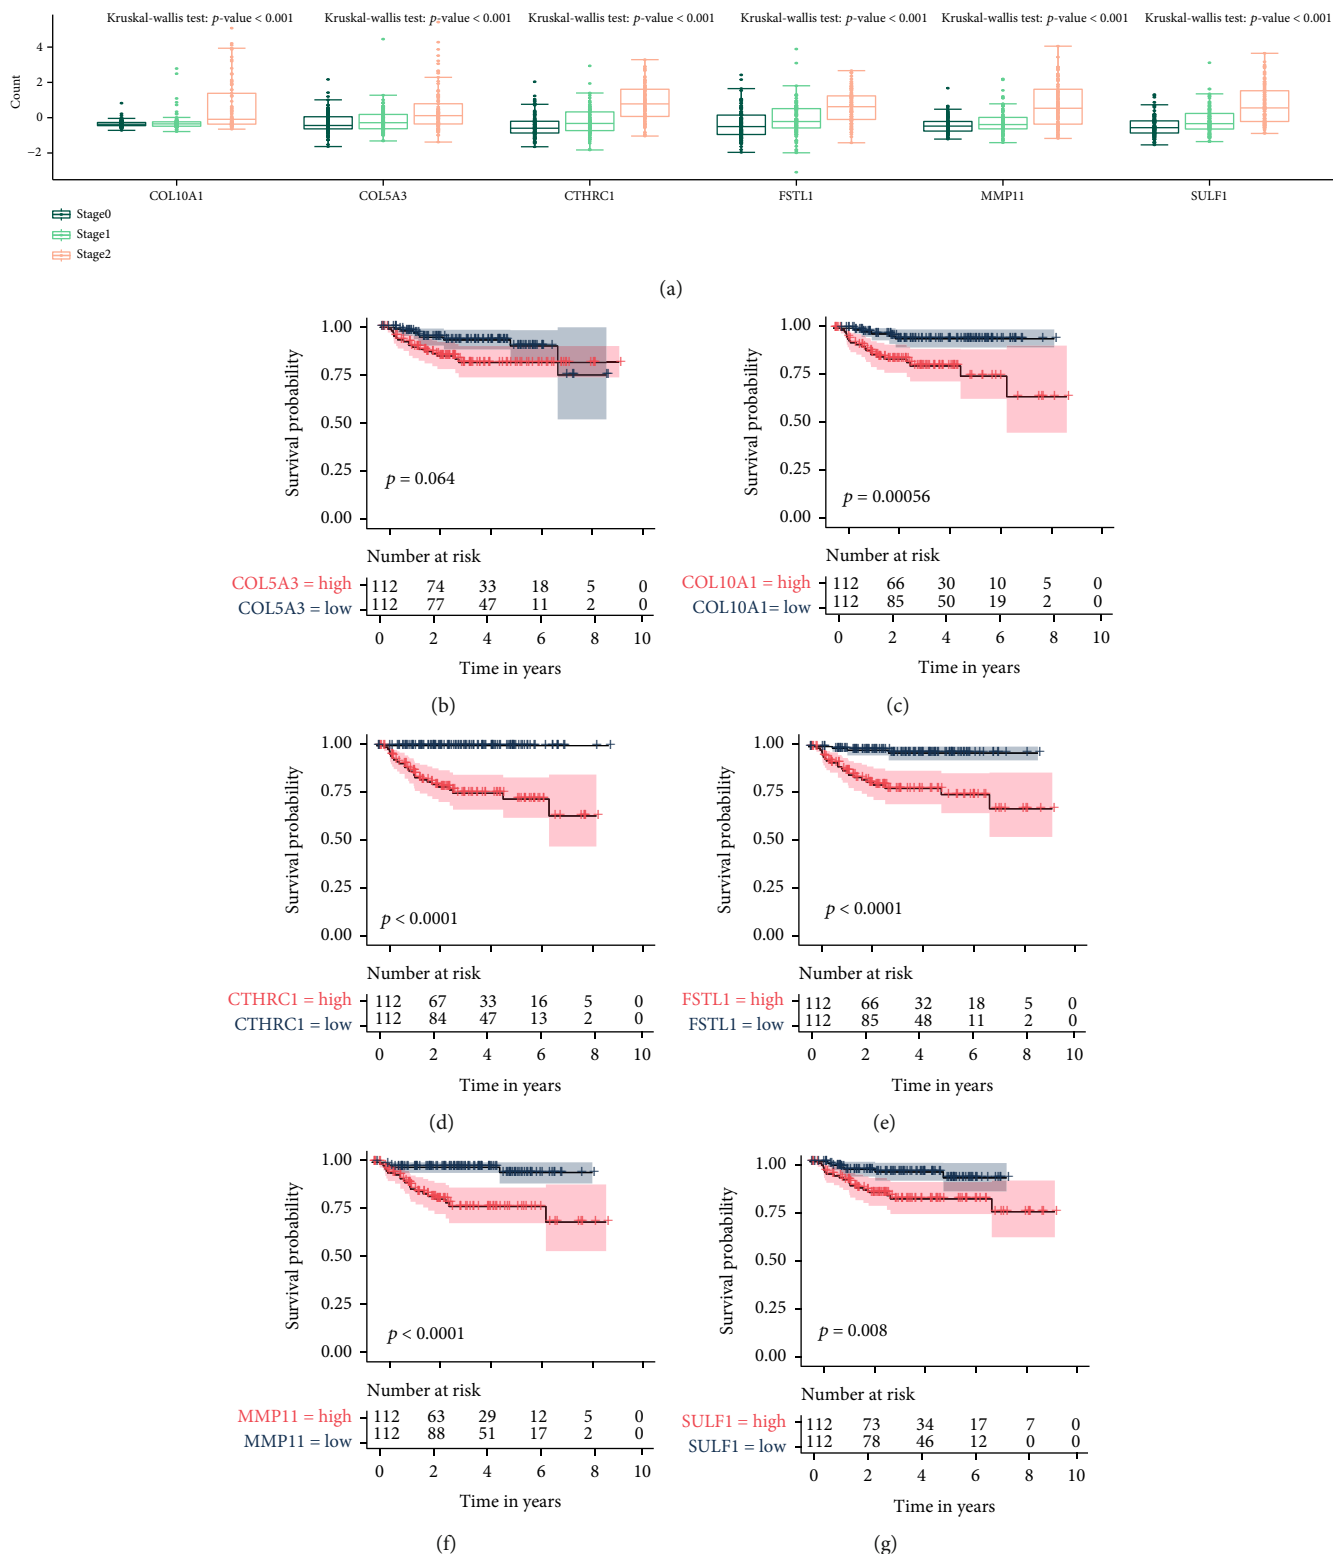 Kruskal-wallis test: p-value < 0.001 Kruskal-wallis test: p-value < 0.001 Kruskal-wallis test: p-value < 0.001 Kruskal-wallis test: p-value < 0.001 Kruskal-wallis test: p-value < 0.001 Kruskal-wallis test: p-value < 0.001
4
2
0
−2
Count
COL10A1 COL5A3 CTHRC1 FSTL1 MMP11 SULF1
Stage0
Stage1
Stage2
(a)
1.00
0.75
0.50
0.25
0.00
Survival probability
p = 0.064
Number at risk
COL5A3 = high 112 74 33 18 5 0
COL5A3 = low 112 77 47 11 2 0
0 2 4 6 8 10
Time in years
(b)
1.00
0.75
0.50
0.25
0.00
Survival probability
p = 0.00056
Number at risk
COL10A1 = high 112 66 30 10 5 0
COL10A1= low 112 85 50 19 2 0
0 2 4 6 8 10
Time in years
(c)
1.00
0.75
0.50
0.25
0.00
Survival probability
p < 0.0001
Number at risk
CTHRC1 = high 112 67 33 16 5 0
CTHRC1 = low 112 84 47 13 2 0
0 2 4 6 8 10
Time in years
(d)
1.00
0.75
0.50
0.25
0.00
Survival probability
p < 0.0001
Number at risk
FSTL1 = high 112 66 32 18 5 0
FSTL1 = low 112 85 48 11 2 0
0 2 4 6 8 10
Time in years
(e)
1.00
0.75
0.50
0.25
0.00
Survival probability
p < 0.0001
Number at risk
MMP11 = high 112 63 29 12 5 0
MMP11 = low 112 88 51 17 2 0
0 2 4 6 8 10
Time in years
(f)
1.00
0.75
0.50
0.25
0.00
Survival probability
p = 0.008
Number at risk
SULF1 = high 112 73 34 17 7 0
SULF1 = low 112 78 46 12 0 0
0 2 4 6 8 10
Time in years
(g)